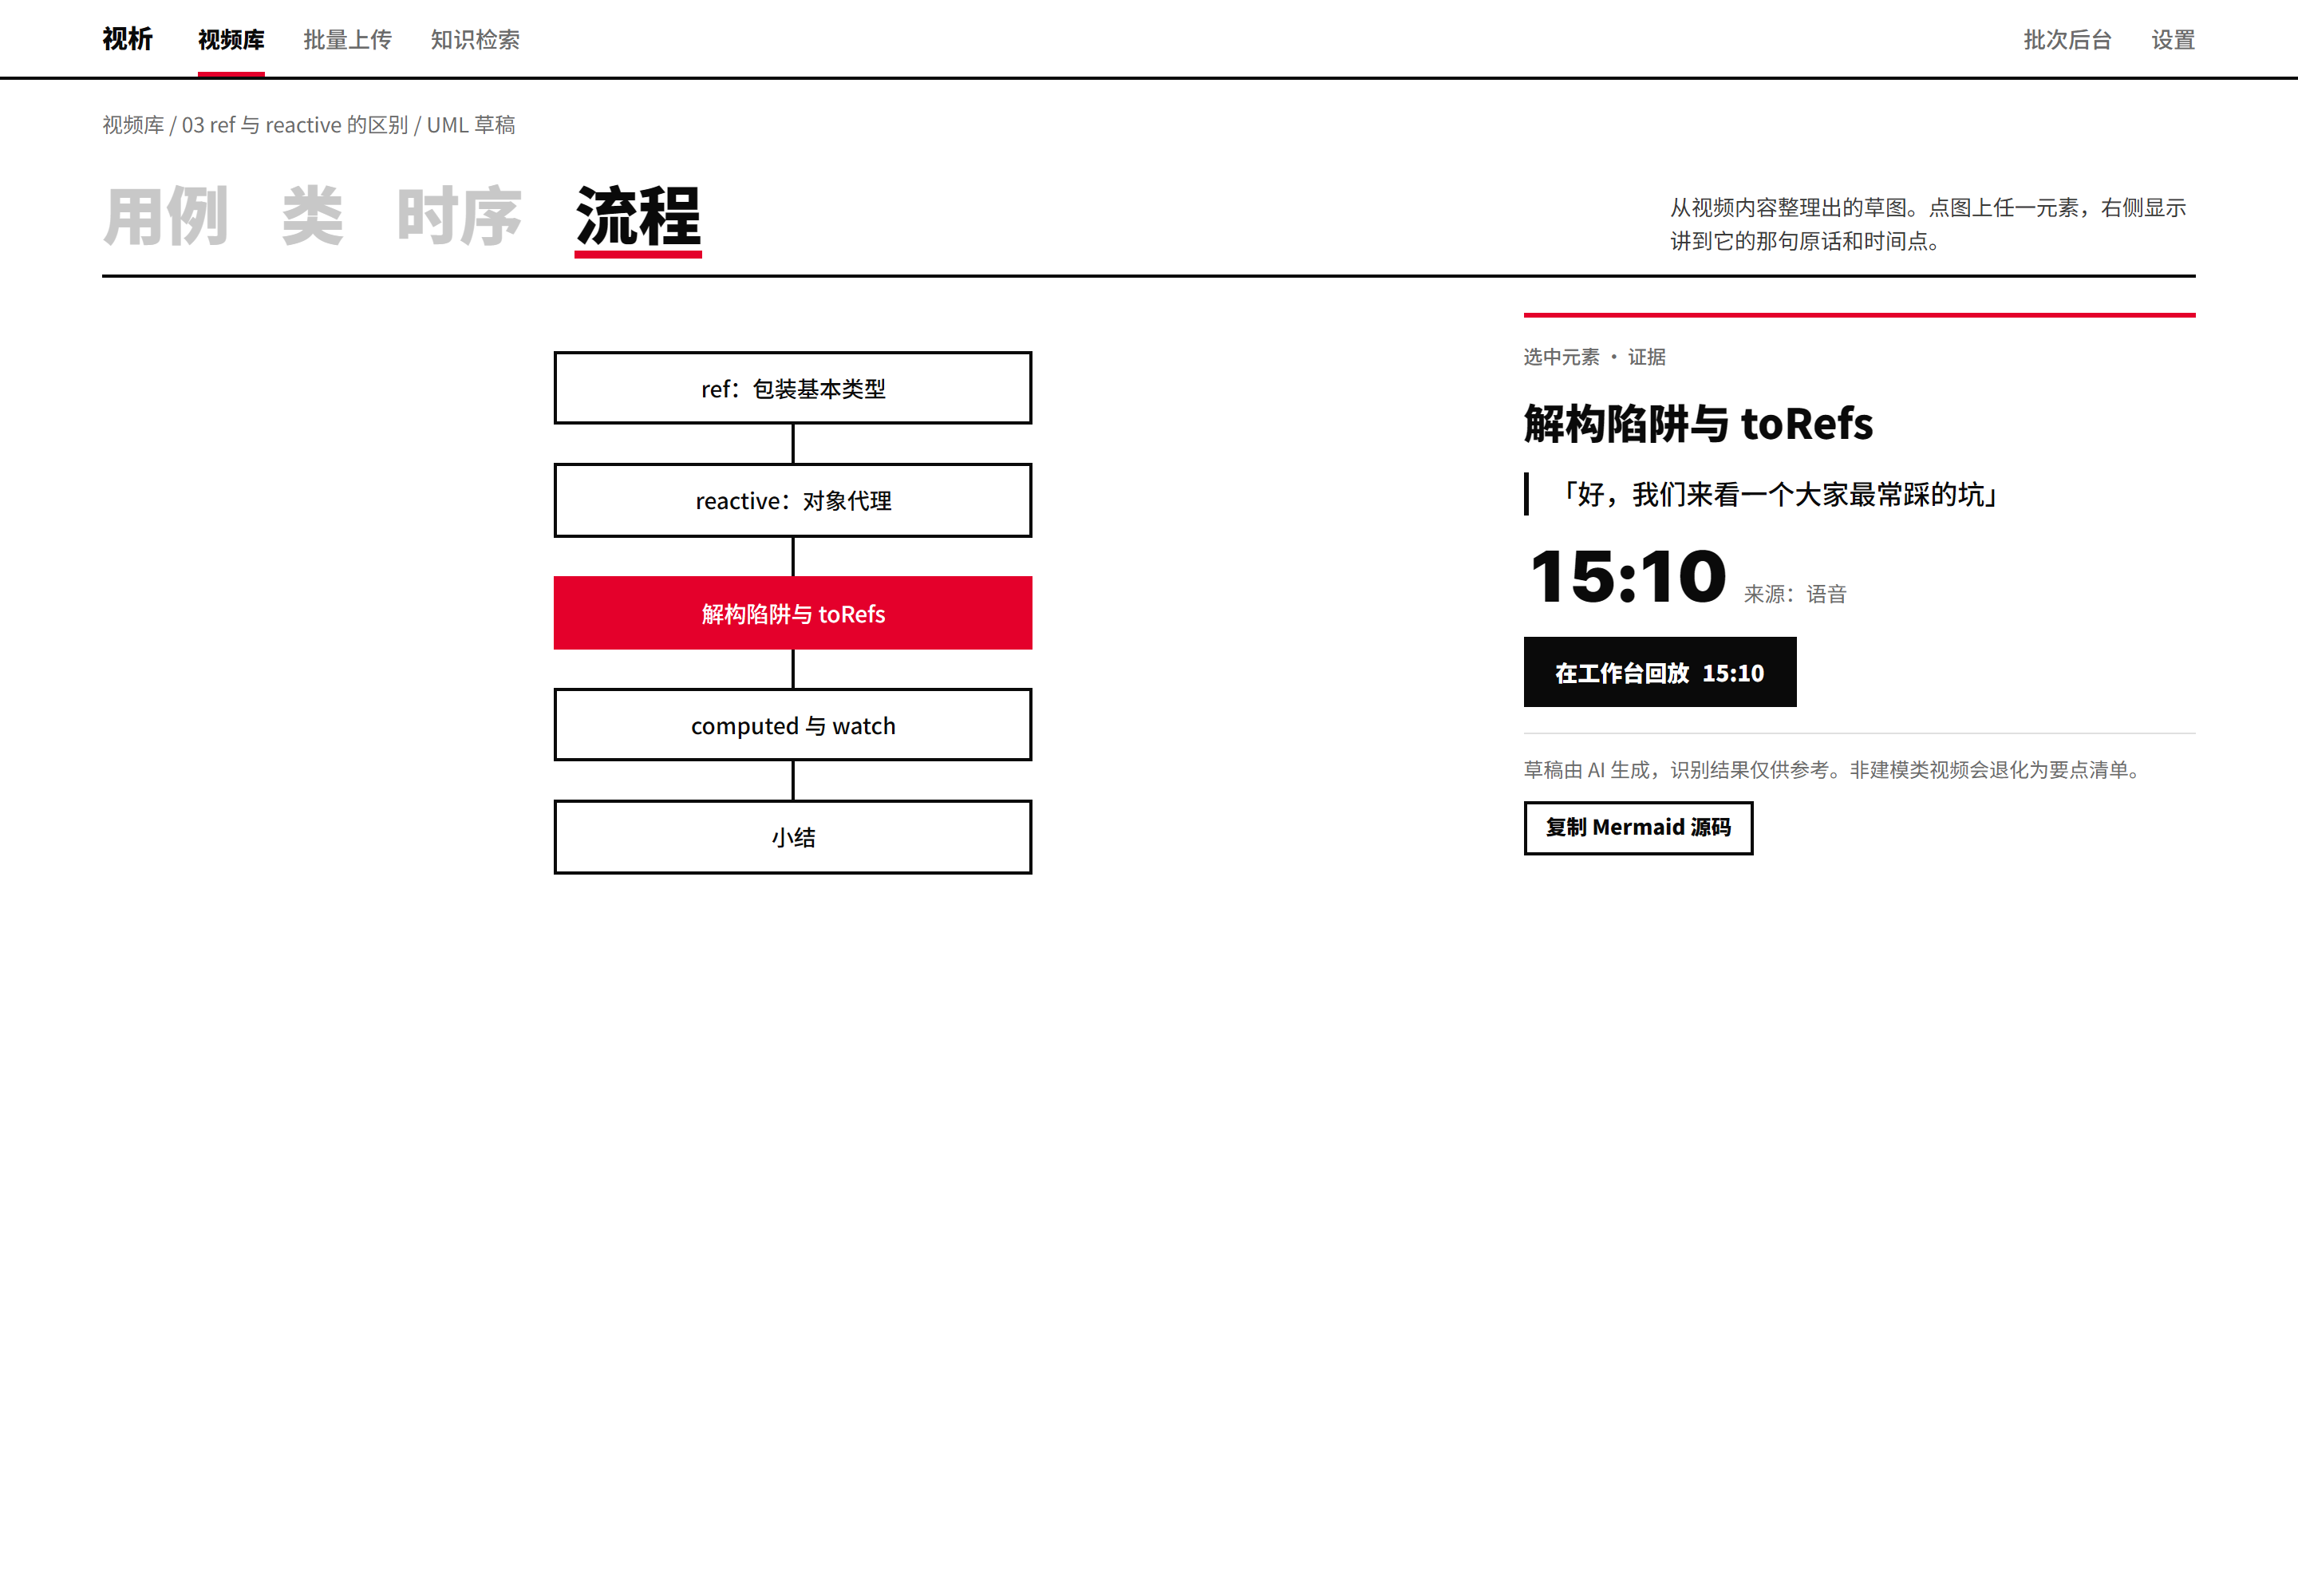 视析 视频库 批量上传 知识检索 批次后台 设置
视频库 / 03 ref 与 reactive 的区别 / UML 草稿
用例 类 时序 流程
从视频内容整理出的草图。点图上任一元素，右侧显示
讲到它的那句原话和时间点。
ref：包装基本类型
reactive：对象代理
解构陷阱与 toRefs
computed 与 watch
小结
选中元素 · 证据
解构陷阱与 toRefs
「好，我们来看一个大家最常踩的坑」
15:10 来源：语音
在工作台回放 15:10
草稿由 AI 生成，识别结果仅供参考。非建模类视频会退化为要点清单。
复制 Mermaid 源码